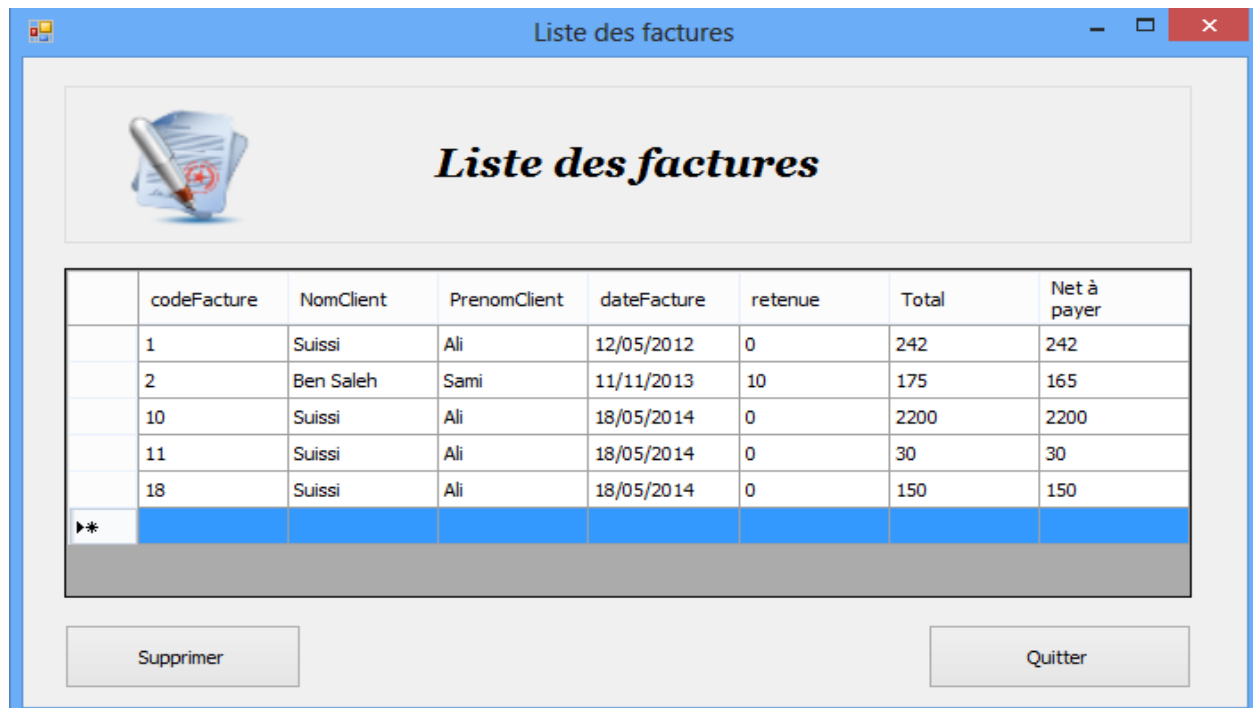 Liste des factures
Liste des factures
codeFacture NomClient PrenomClient dateFacture retenue Total Net à payer
1 Suissi Ali 12/05/2012 0 242 242
2 Ben Saleh Sami 11/11/2013 10 175 165
10 Suissi Ali 18/05/2014 0 2200 2200
11 Suissi Ali 18/05/2014 0 30 30
18 Suissi Ali 18/05/2014 0 150 150
Supprimer Quitter